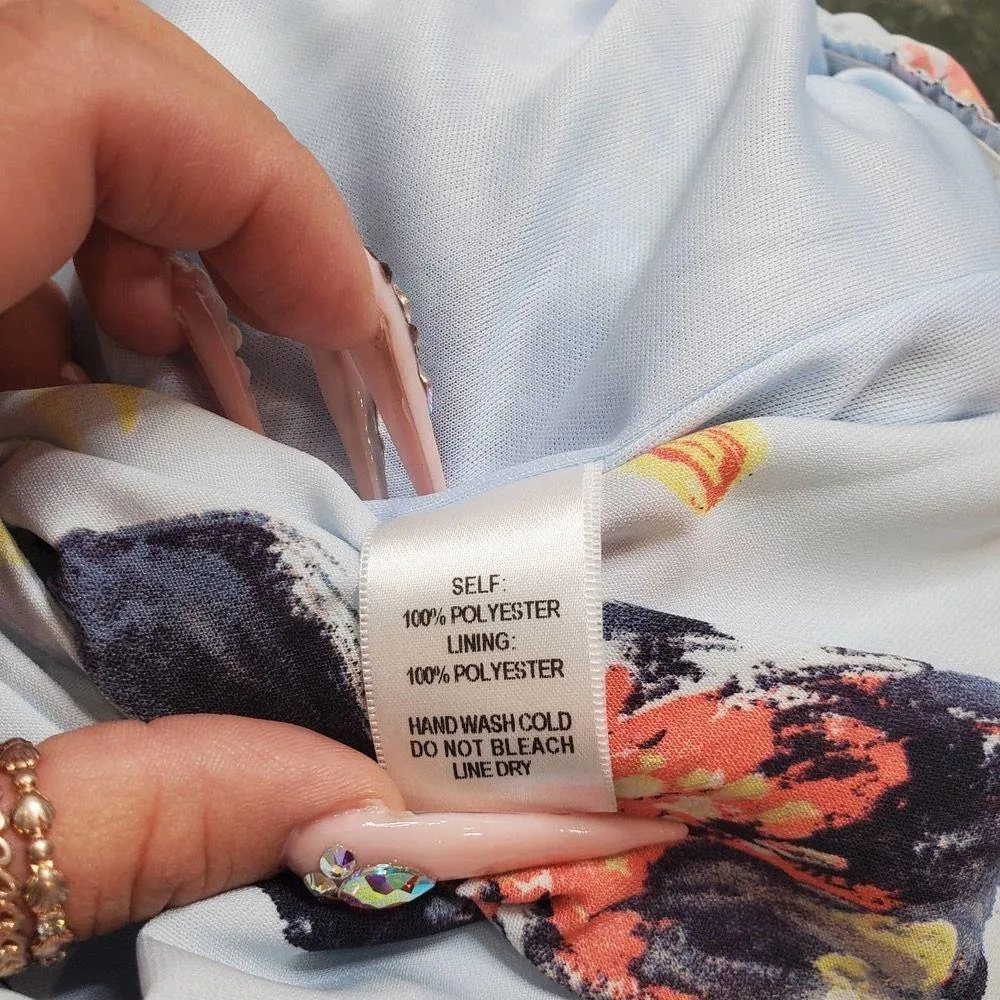 SELF:
100% POLYESTER
LINING:
100% POLYESTER
HAND WASH COLD
DO NOT BLEACH
LINE DRY